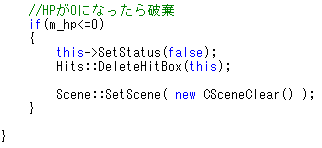 //HPが0になったら破棄
if(m_hp<=0)
{
this->SetStatus(false);
Hits::DeleteHitBox(this);
Scene::SetScene( new CSceneClear() );
}
}